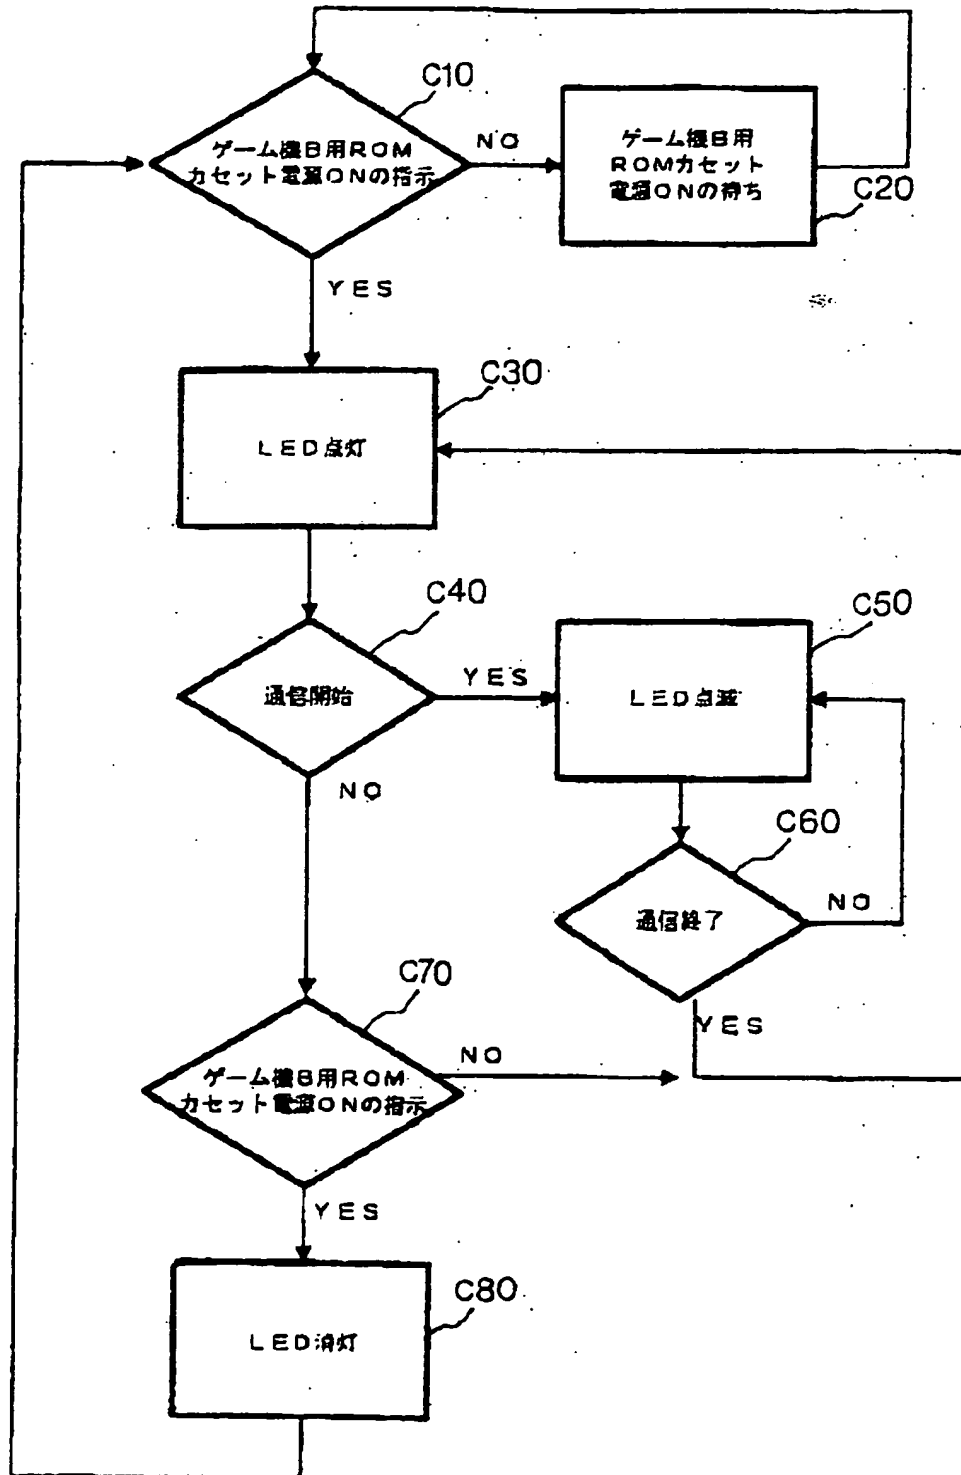 C10
ゲーム機B用ROM
カセット電源ONの指示
NO
ゲーム機B用
ROMカセット
電源ONの待ち
C20
YES
C30
LED点灯
C40
通信開始
YES
C50
LED点滅
NO
C60
通信終了
NO
YES
C70
ゲーム機B用ROM
カセット電源ONの指示
NO
YES
C80
LED消灯